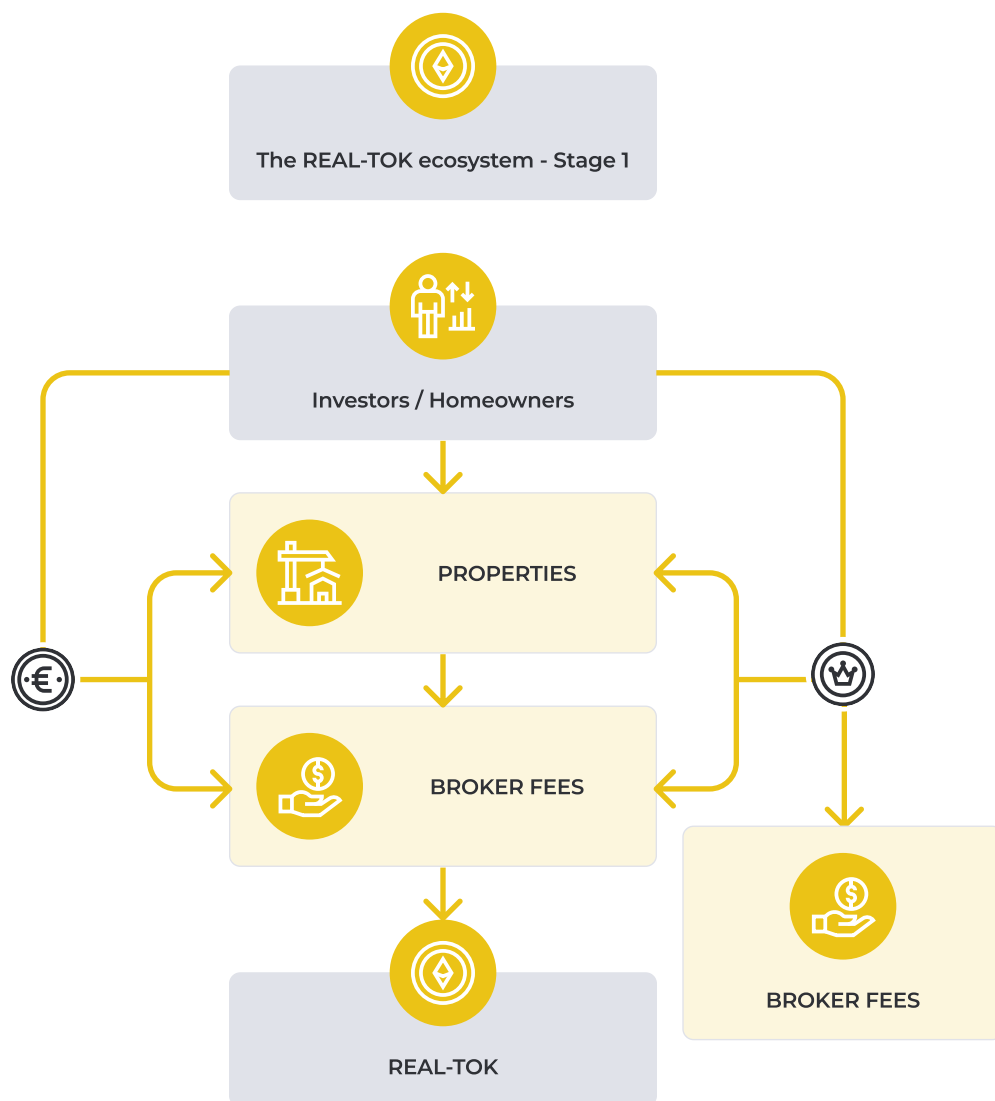 The REAL-TOK ecosystem - Stage 1
Investors / Homeowners
PROPERTIES
€
BROKER FEES
$
$
BROKER FEES
REAL-TOK